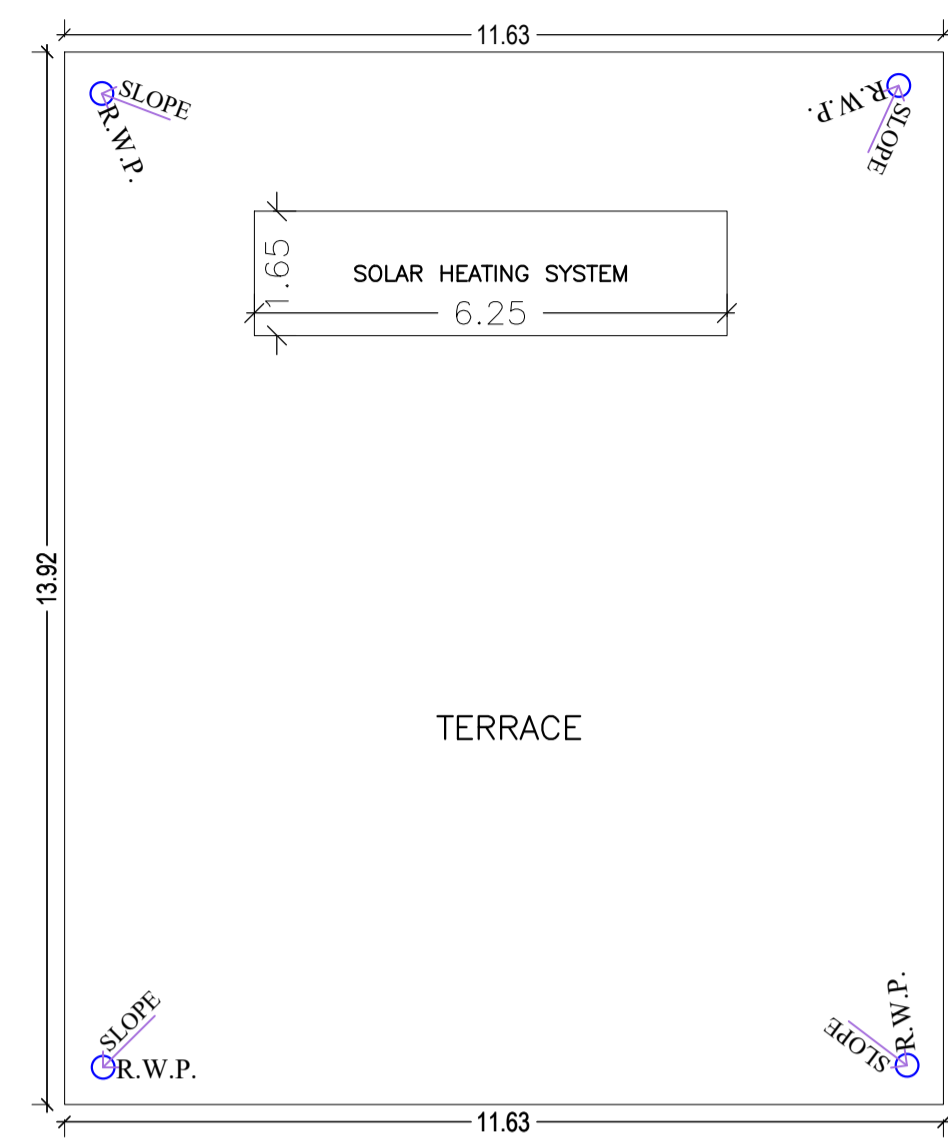 11.63
SLOPE
R.W.P.
R.W.P.
SLOPE
1.65
SOLAR HEATING SYSTEM
6.25
13.92
TERRACE
SLOPE
R.W.P.
R.W.P.
SLOPE
11.63